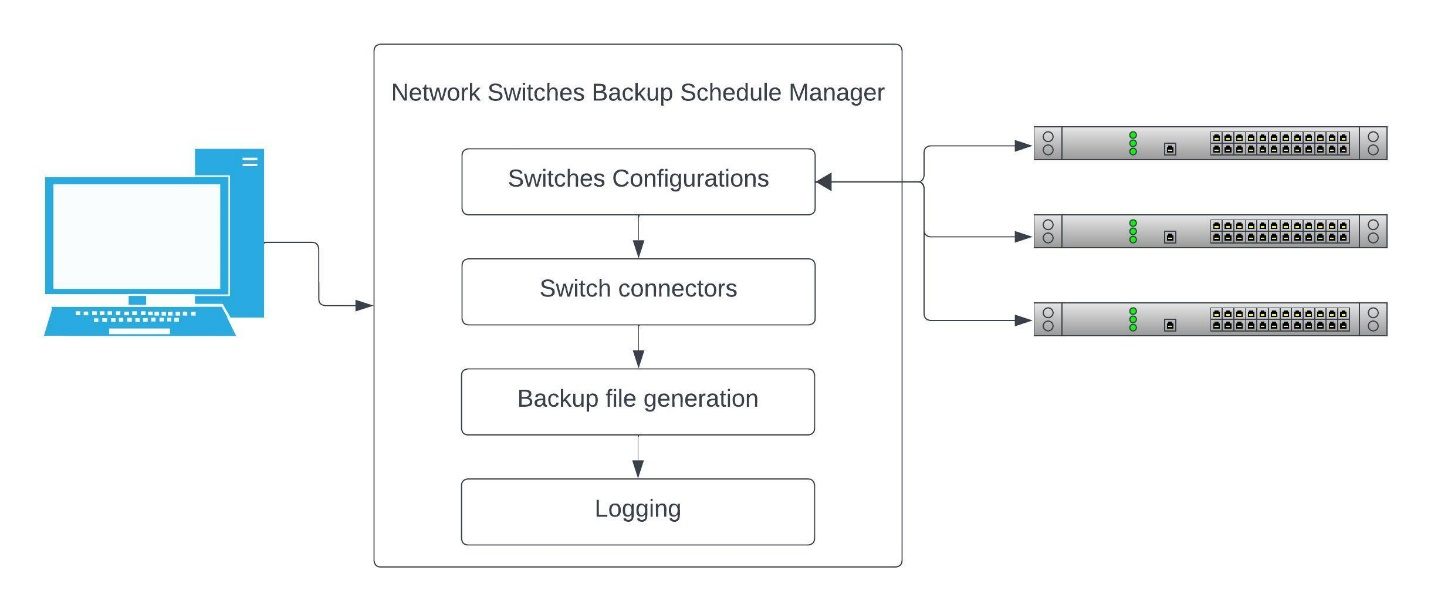 Network Switches Backup Schedule Manager
Switches Configurations
Switch connectors
Backup file generation
Logging